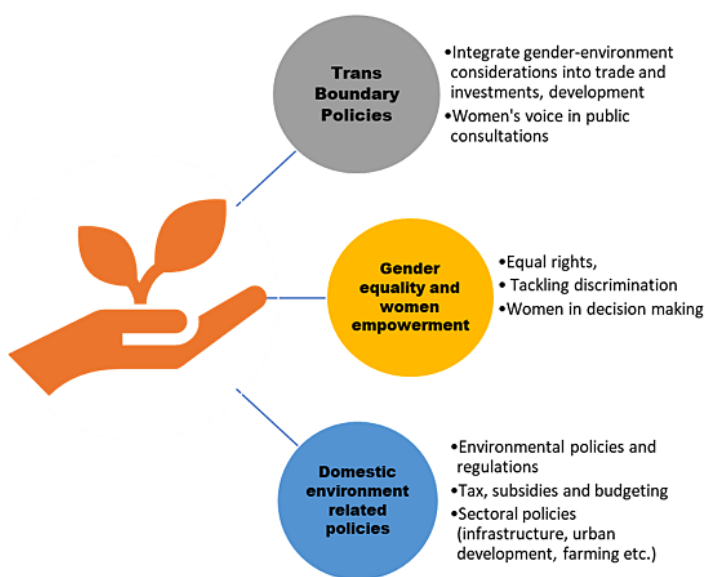 Trans
Boundary
Policies
•Integrate gender-environment
considerations into trade and
investments, development
•Women's voice in public
consultations
Gender
equality and
women
empowerment
•Equal rights,
• Tackling discrimination
•Women in decision making
Domestic
environment
related
policies
•Environmental policies and
regulations
•Tax, subsidies and budgeting
•Sectoral policies
(infrastructure, urban
development, farming etc.)